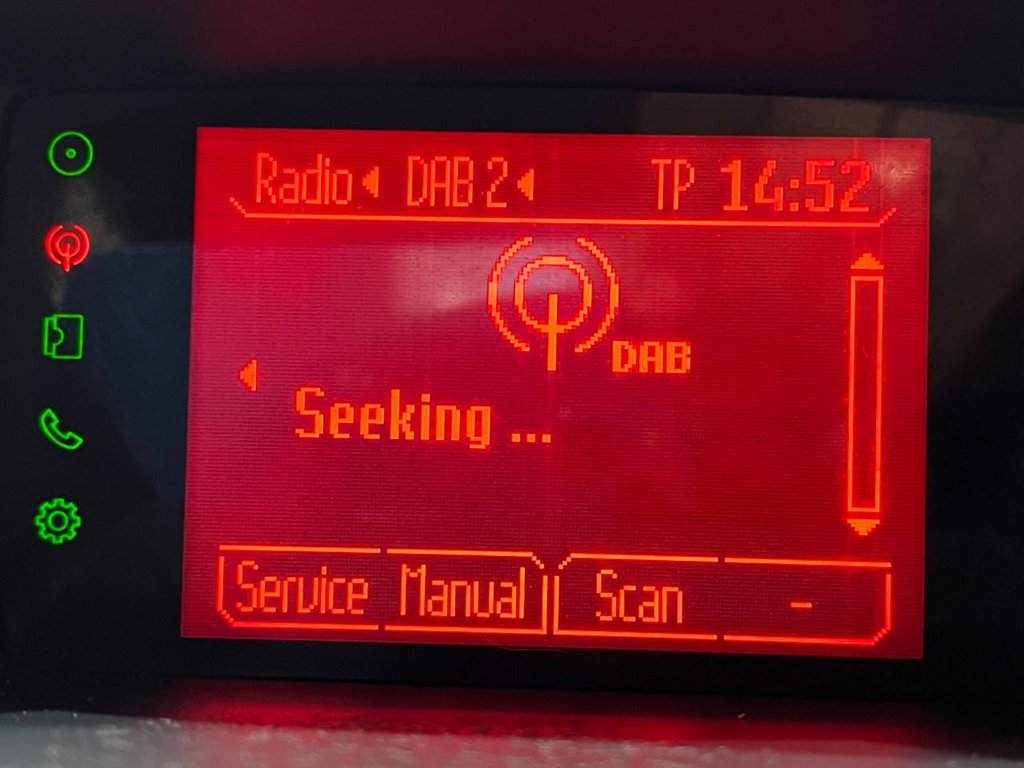 Radio DAB 2 TP 14:52
DAB
Seeking ...
Service Manual Scan -